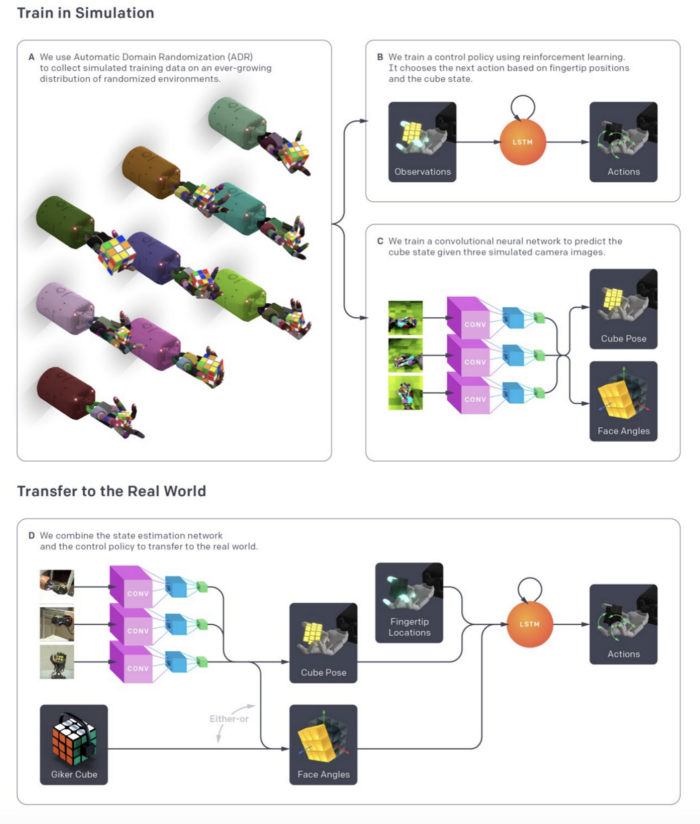 Train in Simulation
A We use Automatic Domain Randomization (ADR)
to collect simulated training data on an ever-growing
distribution of randomized environments.
B We train a control policy using reinforcement learning.
It chooses the next action based on fingertip positions
and the cube state.
Observations
LSTM
Actions
C We train a convolutional neural network to predict the
cube state given three simulated camera images.
CONV
CONV
CONV
Cube Pose
Face Angles
Transfer to the Real World
D We combine the state estimation network
and the control policy to transfer to the real world.
CONV
CONV
CONV
Fingertip
Locations
LSTM
Actions
Cube Pose
Either-or
Giker Cube
Face Angles